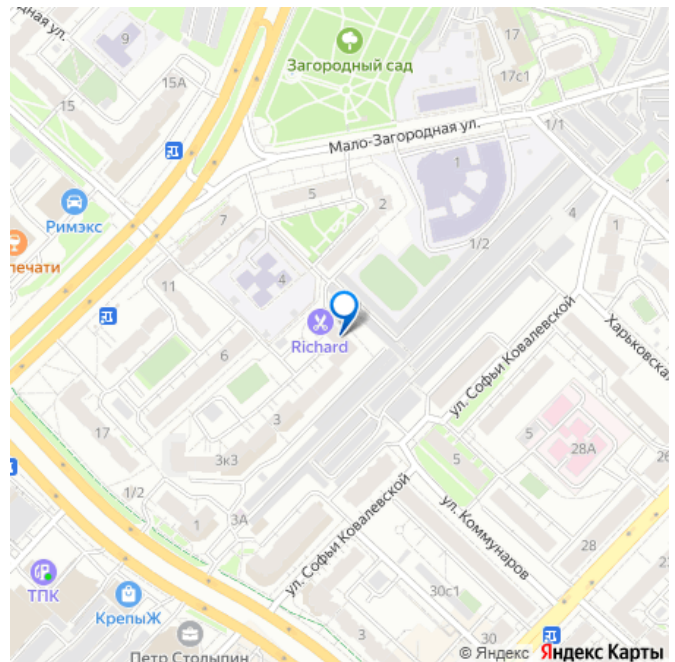 дная ул.
9
15
15А
Загородный сад
17
17с1
1/1
Мало-Загородная ул.
1
5
2
4
1
1/2
7
Римэкс
печати
4
11
Richard
6
ул. Софьи Ковалевской
Харьковская
3
17
3к3
5
5
28А
26
1/2
1
3А
ул. Коммунаров
28
ул. Софьи Ковалевской
30с1
ТПК
КрепыЖ
30
Петр Столыпин
© Яндекс Яндекс Карты